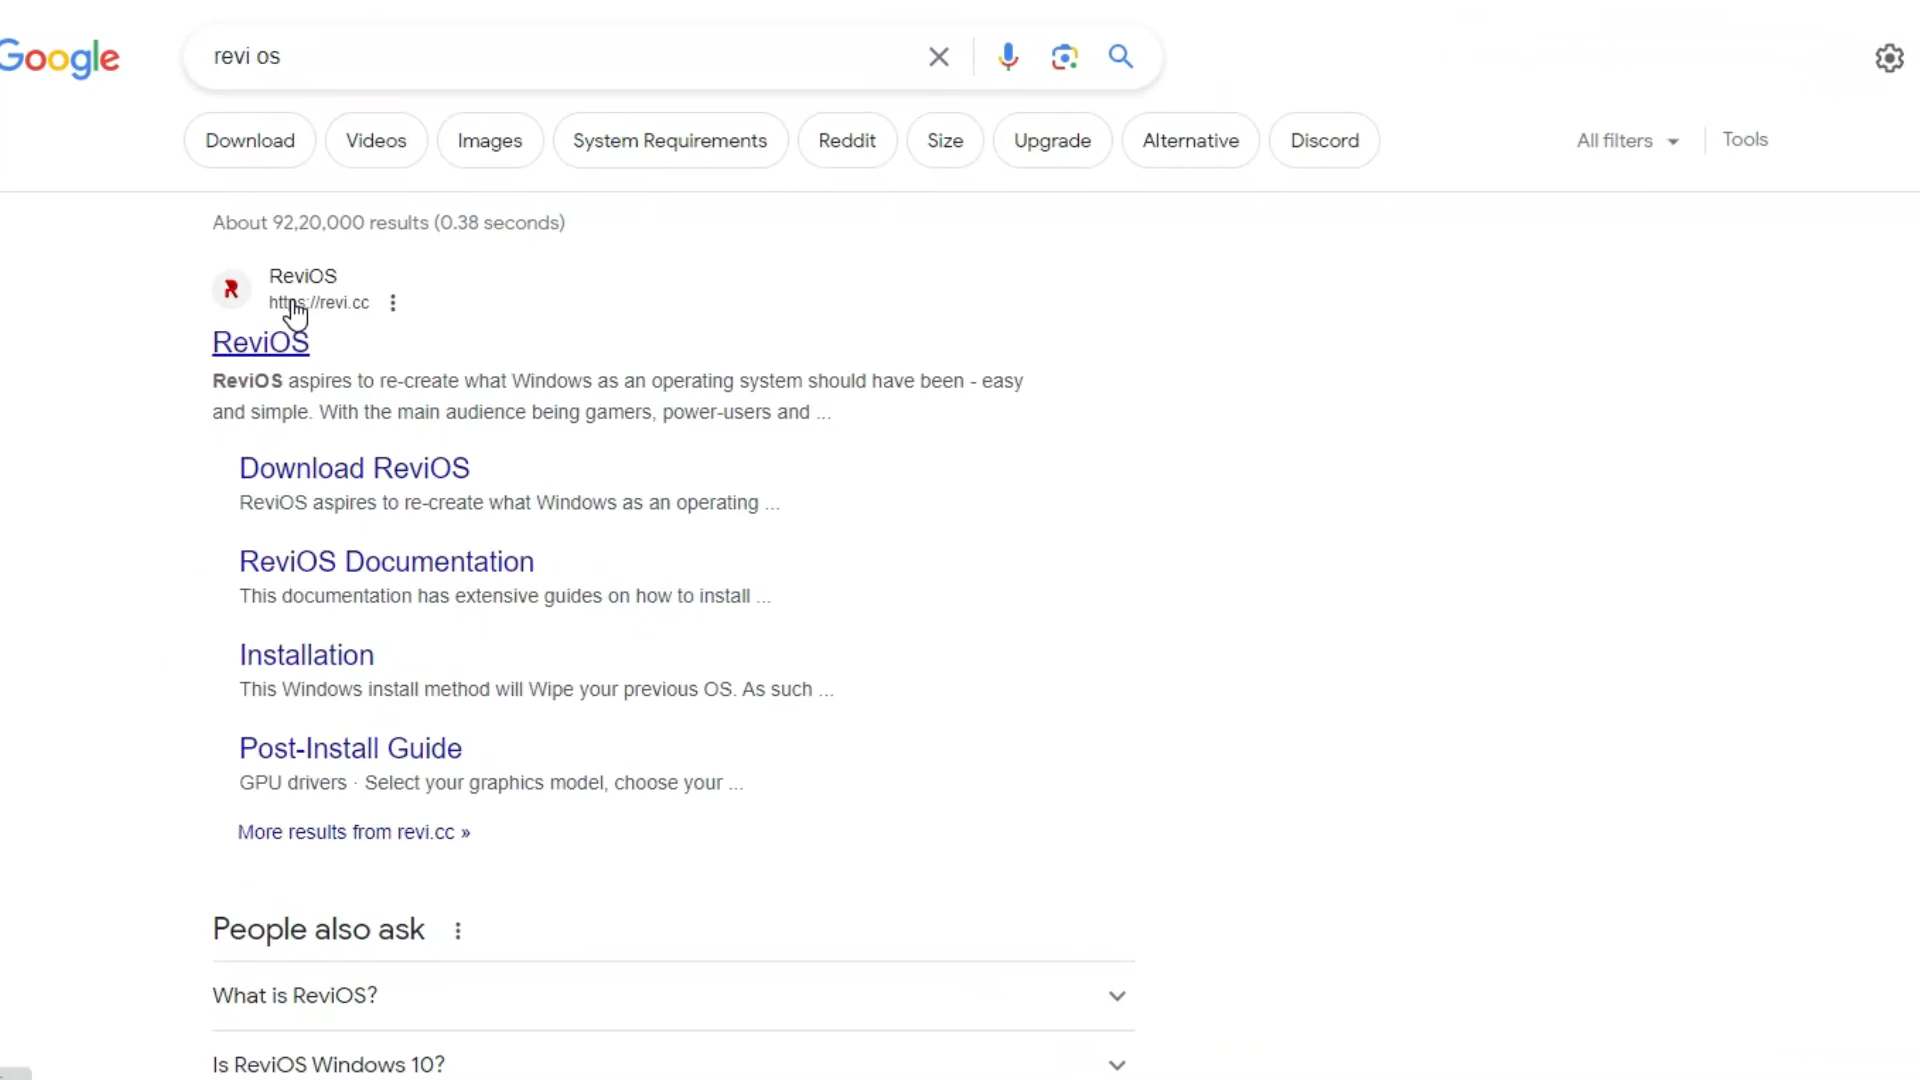 Google
revi os
Download Videos Images System Requirements Reddit Size Upgrade Alternative Discord All filters Tools
About 92,20,000 results (0.38 seconds)
ReviOS
https://revi.cc
ReviOS
ReviOS aspires to re-create what Windows as an operating system should have been - easy
and simple. With the main audience being gamers, power-users and ...
Download ReviOS
ReviOS aspires to re-create what Windows as an operating ...
ReviOS Documentation
This documentation has extensive guides on how to install ...
Installation
This Windows install method will Wipe your previous OS. As such ...
Post-Install Guide
GPU drivers · Select your graphics model, choose your ...
More results from revi.cc »
People also ask
What is ReviOS?
Is ReviOS Windows 10?